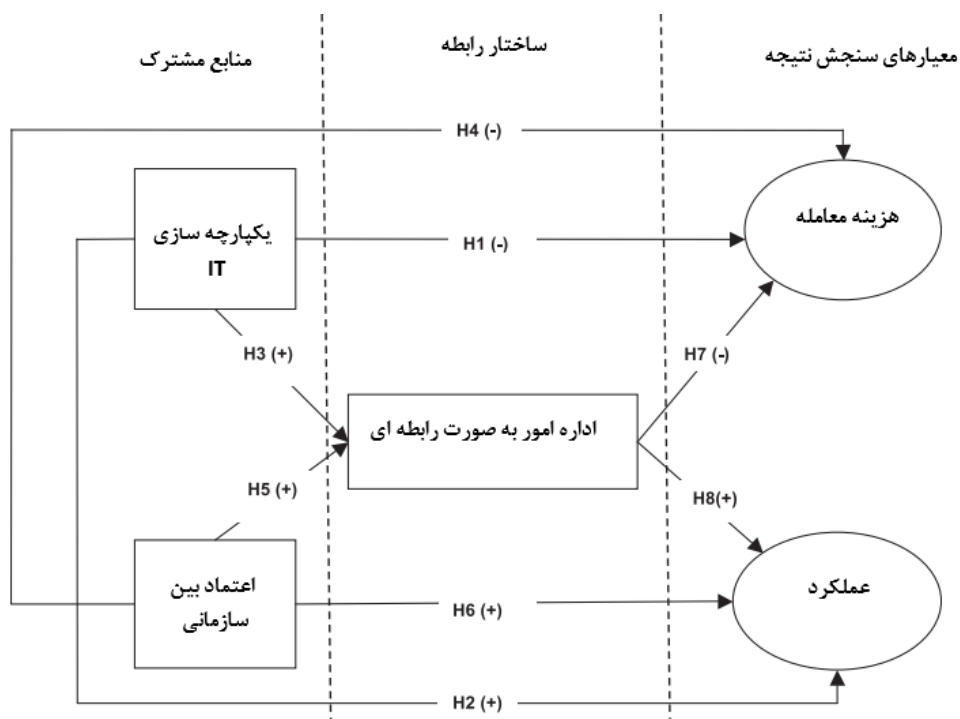 معیارهای سنجش نتیجه
ساختار رابطه
منابع مشترک
H4 (-)
هزینه معامله
یکپارچه سازی
IT
H1 (-)
H3 (+)
H7 (-)
اداره امور به صورت رابطه ای
H5 (+)
H8(+)
اعتماد بین
سازمانی
H6 (+)
عملکرد
H2 (+)